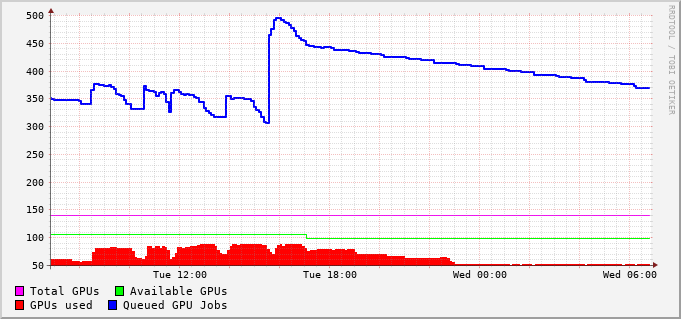 500
450
400
350
300
250
200
150
100
50
Tue 12:00 Tue 18:00 Wed 00:00 Wed 06:00
Total GPUs Available GPUs
GPUs used Queued GPU Jobs
RRDTOOL / TOBI OETIKER